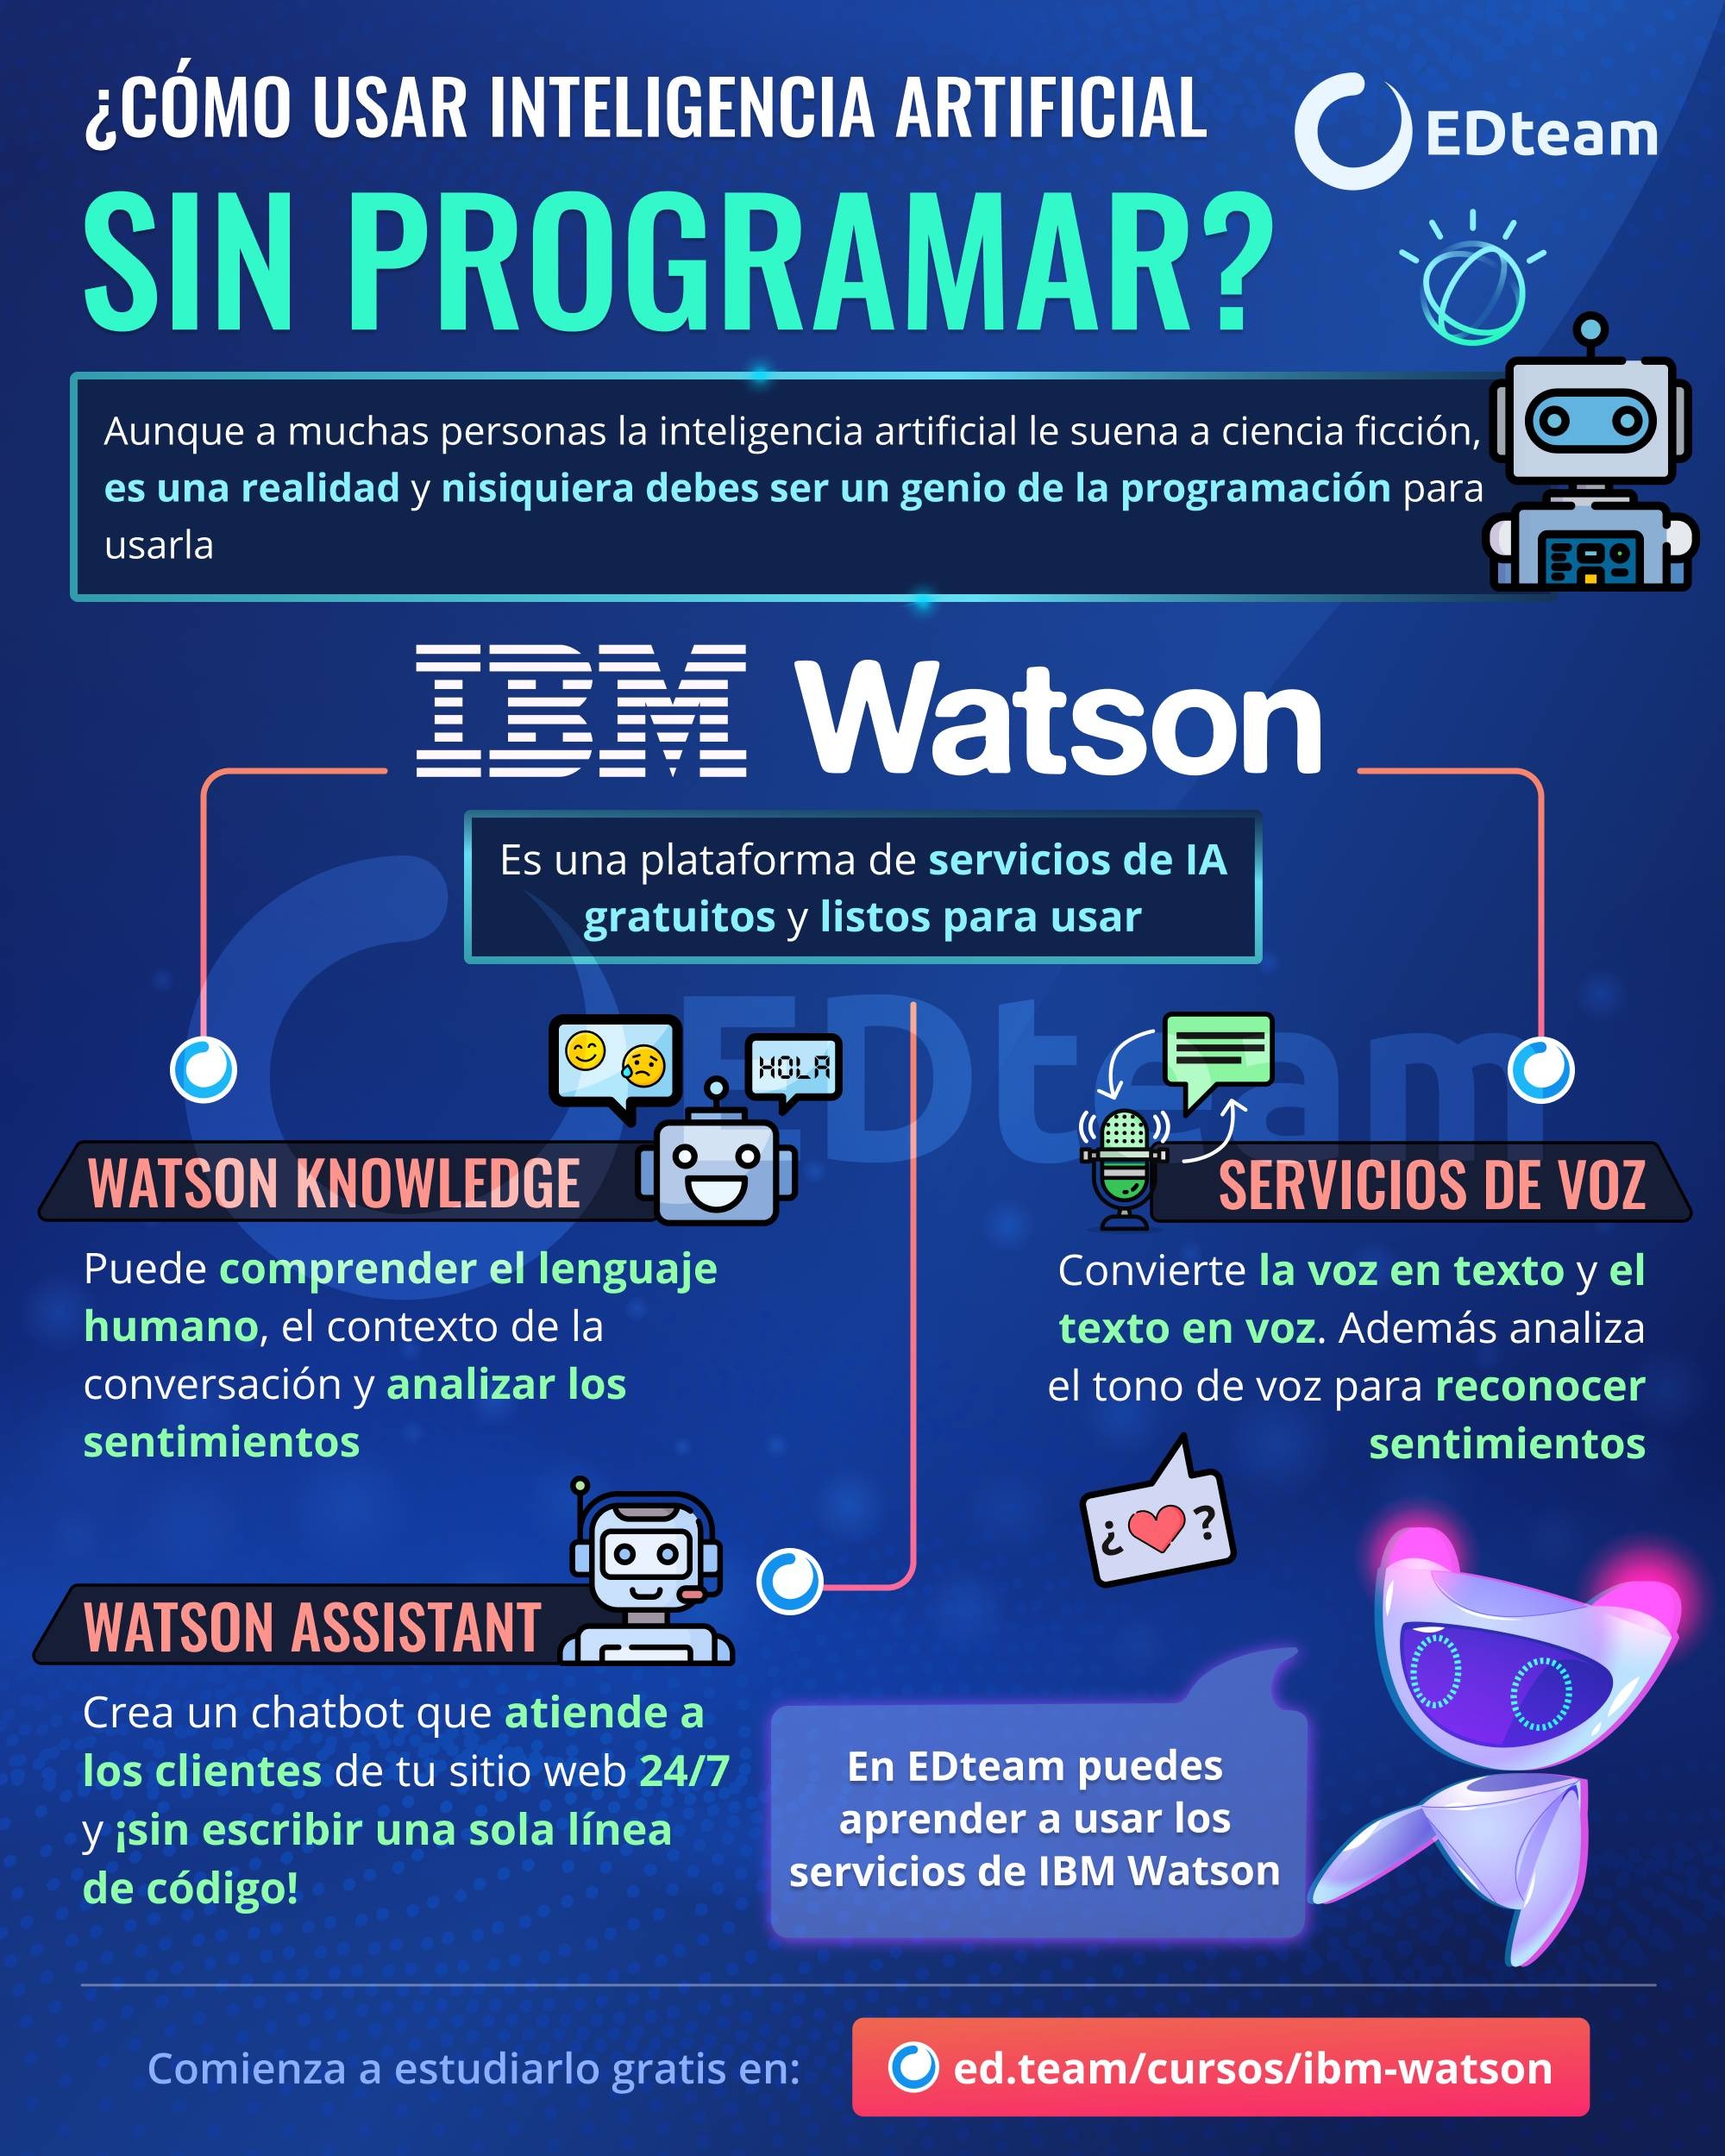 ¿CÓMO USAR INTELIGENCIA ARTIFICIAL
EDteam
SIN PROGRAMAR?
Aunque a muchas personas la inteligencia artificial le suena a ciencia ficción,
es una realidad y nisiquiera debes ser un genio de la programación para
usarla
IBM Watson
Es una plataforma de servicios de IA
gratuitos y listos para usar
EDteam
HOLA
WATSON KNOWLEDGE
Puede comprender el lenguaje
humano, el contexto de la
conversación y analizar los
sentimientos
SERVICIOS DE VOZ
Convierte la voz en texto y el
texto en voz. Además analiza
el tono de voz para reconocer
sentimientos
¿ ?
WATSON ASSISTANT
Crea un chatbot que atiende a
los clientes de tu sitio web 24/7
y ¡sin escribir una sola línea
de código!
En EDteam puedes
aprender a usar los
servicios de IBM Watson
Comienza a estudiarlo gratis en:
ed.team/cursos/ibm-watson